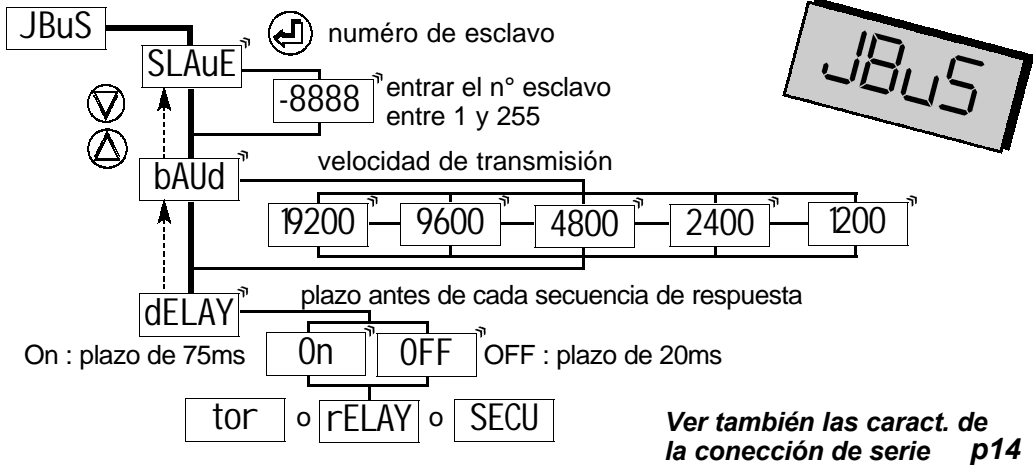 JBuS
numéro de esclavo
JBuS
SLAuE
-8888
entrar el n° esclavo
entre 1 y 255
velocidad de transmisión
bAUd
19200
9600
4800
2400
1200
plazo antes de cada secuencia de respuesta
dELAY
On : plazo de 75ms
On
OFF
OFF : plazo de 20ms
tor o rELAY o SECU
Ver también las caract. de
la conección de serie p14